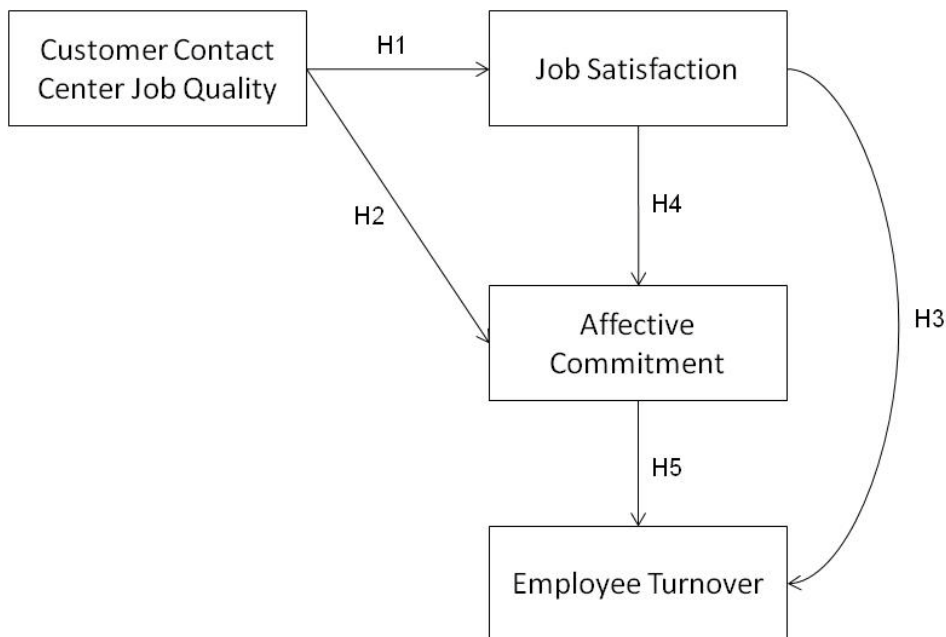 Customer Contact
Center Job Quality
H1
Job Satisfaction
H2
H4
Affective
Commitment
H3
H5
Employee Turnover